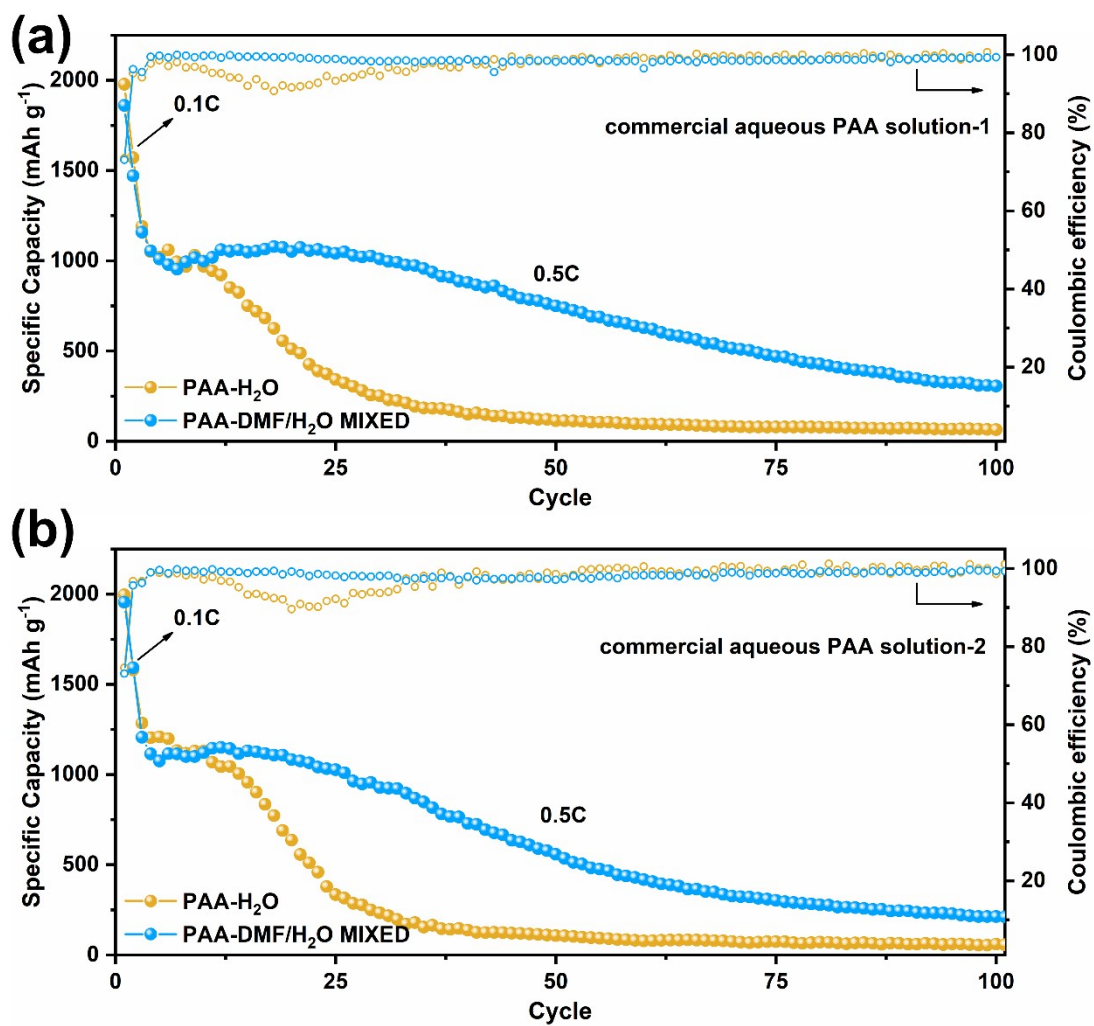 (a)
2000
1500
1000
500
0
Specific Capacity (mAh g⁻¹)
0.1C
commercial aqueous PAA solution-1
0.5C
PAA-H₂O
PAA-DMF/H₂O MIXED
100
80
60
40
20
Coulombic efficiency (%)
0 25 50 75 100
Cycle
(b)
2000
1500
1000
500
0
Specific Capacity (mAh g⁻¹)
0.1C
commercial aqueous PAA solution-2
0.5C
PAA-H₂O
PAA-DMF/H₂O MIXED
100
80
60
40
20
Coulombic efficiency (%)
0 25 50 75 100
Cycle